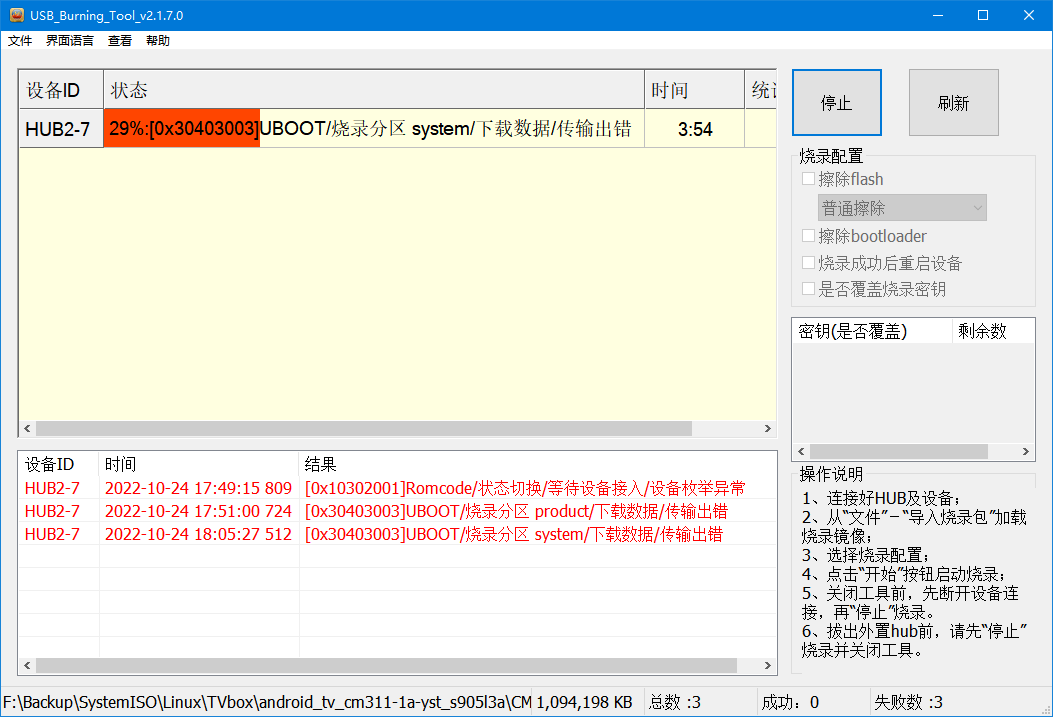 USB_Burning_Tool_v2.1.7.0
文件 界面语言 查看 帮助
设备ID 状态 时间
HUB2-7 29%:[0x30403003]UBOOT/烧录分区 system/下载数据/传输出错 3:54
停止 刷新
烧录配置
擦除flash
普通擦除
擦除bootloader
烧录成功后重启设备
是否覆盖烧录密钥
密钥(是否覆盖) 剩余数
设备ID 时间 结果
HUB2-7 2022-10-24 17:49:15 809 [0x10302001]Romcode/状态切换/等待设备接入/设备枚举异常
HUB2-7 2022-10-24 17:51:00 724 [0x30403003]UBOOT/烧录分区 product/下载数据/传输出错
HUB2-7 2022-10-24 18:05:27 512 [0x30403003]UBOOT/烧录分区 system/下载数据/传输出错
操作说明
1、连接好HUB及设备；
2、从“文件”－“导入烧录包”加载
烧录镜像；
3、选择烧录配置；
4、点击“开始”按钮启动烧录；
5、关闭工具前，先断开设备连
接，再“停止”烧录。
6、拔出外置hub前，请先“停止”
烧录并关闭工具。
F:\Backup\SystemISO\Linux\TVbox\android_tv_cm311-1a-yst_s905l3a\CM 1,094,198 KB 总数 :3 成功：0 失败数 :3